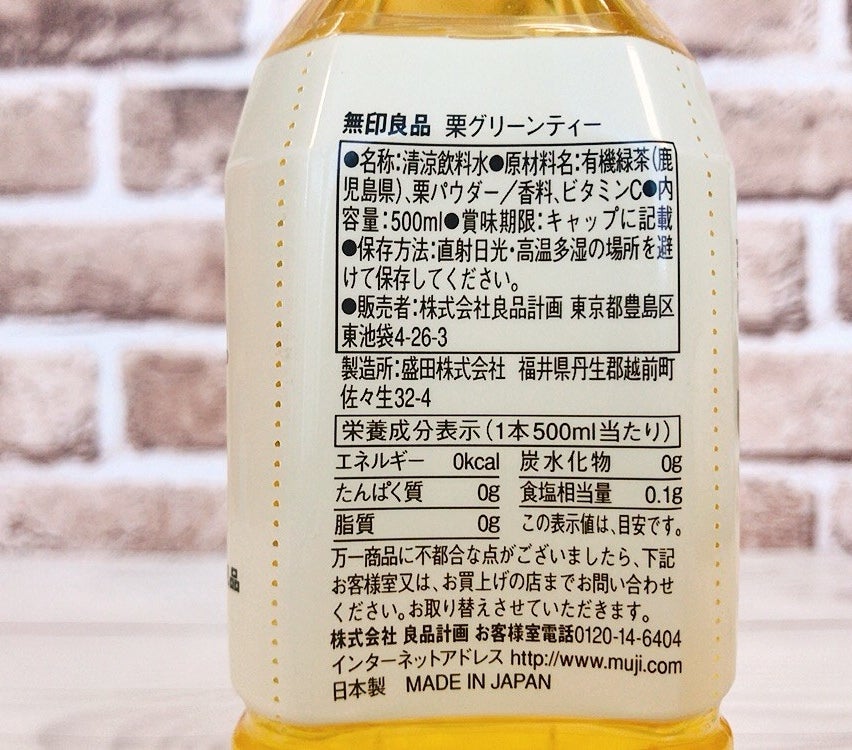 無印良品 栗グリーンティー
●名称:清涼飲料水●原材料名:有機緑茶(鹿
児島県)、栗パウダー/香料、ビタミンC●内
容量:500ml●賞味期限:キャップに記載
●保存方法:直射日光・高温多湿の場所を避
けて保存してください。
●販売者:株式会社良品計画 東京都豊島区
東池袋4-26-3
製造所:盛田株式会社 福井県丹生郡越前町
佐々生32-4
栄養成分表示(1本500ml当たり)
エネルギー 0kcal 炭水化物 0g
たんぱく質 0g 食塩相当量 0.1g
脂質 0g この表示値は、目安です。
万一商品に不都合な点がございましたら、下記
お客様室又は、お買上げの店までお問い合わせ
ください。お取り替えさせていただきます。
株式会社 良品計画 お客様室電話0120-14-6404
インターネットアドレス http://www.muji.com
日本製 MADE IN JAPAN
品